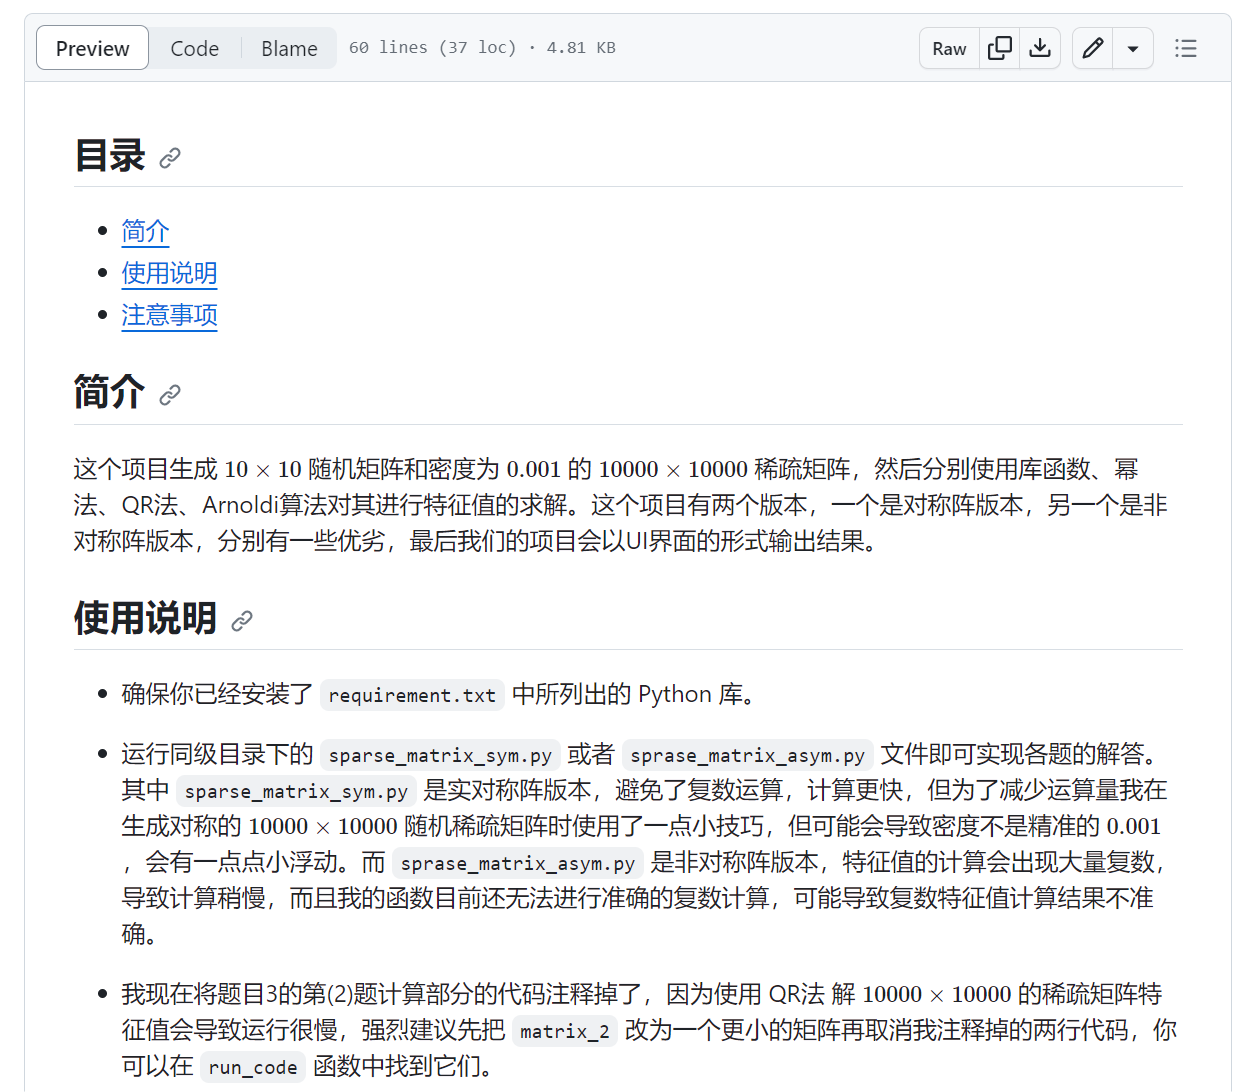 Preview Code Blame 60 lines (37 loc) · 4.81 KB Raw
目录
简介
使用说明
注意事项
简介
这个项目生成 10 × 10 随机矩阵和密度为 0.001 的 10000 × 10000 稀疏矩阵，然后分别使用库函数、幂
法、QR法、Arnoldi算法对其进行特征值的求解。这个项目有两个版本，一个是对称阵版本，另一个是非
对称阵版本，分别有一些优劣，最后我们的项目会以UI界面的形式输出结果。
使用说明
确保你已经安装了 requirement.txt 中所列出的 Python 库。
运行同级目录下的 sparse_matrix_sym.py 或者 sprase_matrix_asym.py 文件即可实现各题的解答。
其中 sparse_matrix_sym.py 是实对称阵版本，避免了复数运算，计算更快，但为了减少运算量我在
生成对称的 10000 × 10000 随机稀疏矩阵时使用了一点小技巧，但可能会导致密度不是精准的 0.001
，会有一点点小浮动。而 sprase_matrix_asym.py 是非对称阵版本，特征值的计算会出现大量复数，
导致计算稍慢，而且我的函数目前还无法进行准确的复数计算，可能导致复数特征值计算结果不准
确。
我现在将题目3的第(2)题计算部分的代码注释掉了，因为使用 QR法 解 10000 × 10000 的稀疏矩阵特
征值会导致运行很慢，强烈建议先把 matrix_2 改为一个更小的矩阵再取消我注释掉的两行代码，你
可以在 run_code 函数中找到它们。